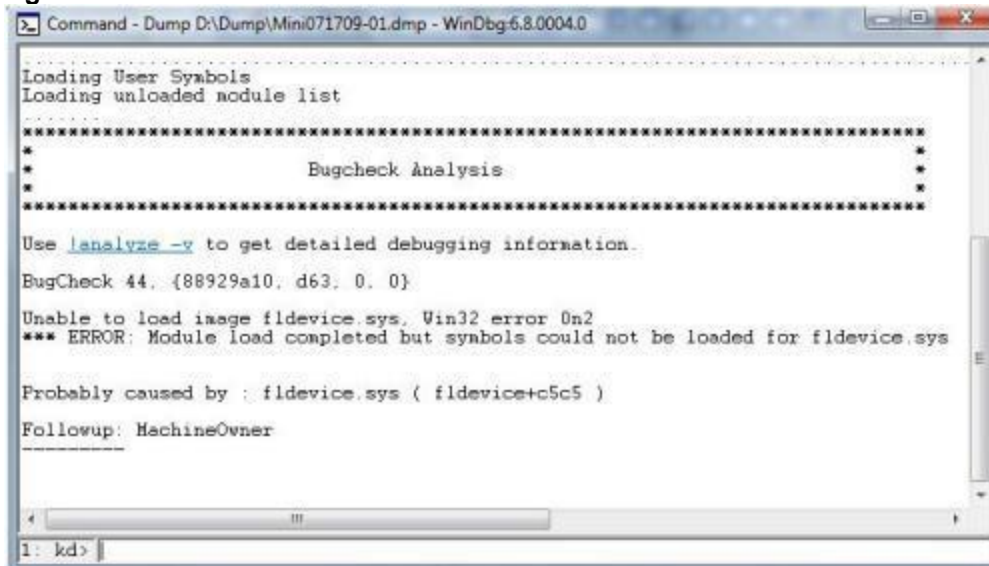 Command - Dump D:\Dump\Mini071709-01.dmp - WinDbg:6.8.0004.0
Loading User Symbols
Loading unloaded module list
.......
*******************************************************************************
*                                                                             *
*                        Bugcheck Analysis                                    *
*                                                                             *
*******************************************************************************
Use !analyze -v to get detailed debugging information.
BugCheck 44, {88929a10, d63, 0, 0}
Unable to load image fldevice.sys, Win32 error 0n2
*** ERROR: Module load completed but symbols could not be loaded for fldevice.sys
Probably caused by : fldevice.sys ( fldevice+c5c5 )
Followup: MachineOwner
---------
1: kd>